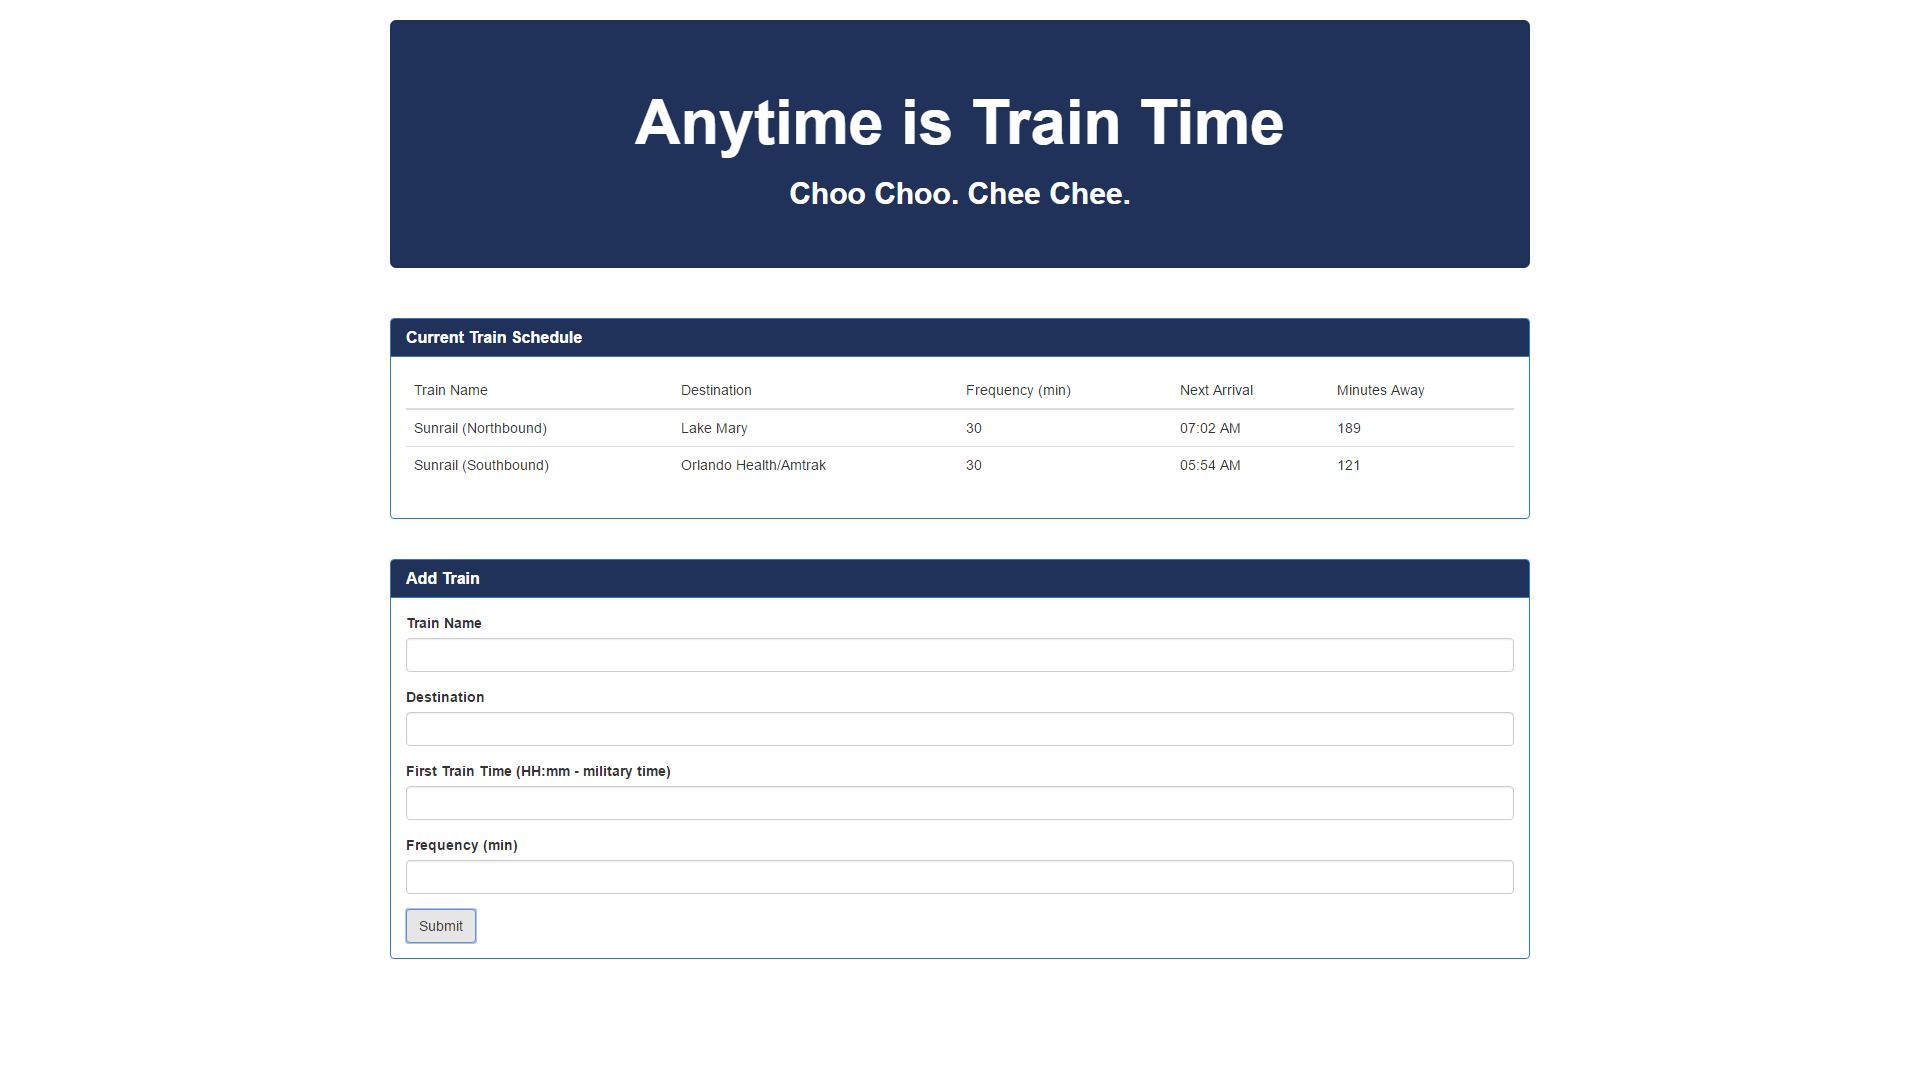 Anytime is Train Time
Choo Choo. Chee Chee.
Current Train Schedule
Train Name Destination Frequency (min) Next Arrival Minutes Away
Sunrail (Northbound) Lake Mary 30 07:02 AM 189
Sunrail (Southbound) Orlando Health/Amtrak 30 05:54 AM 121
Add Train
Train Name
Destination
First Train Time (HH:mm - military time)
Frequency (min)
Submit